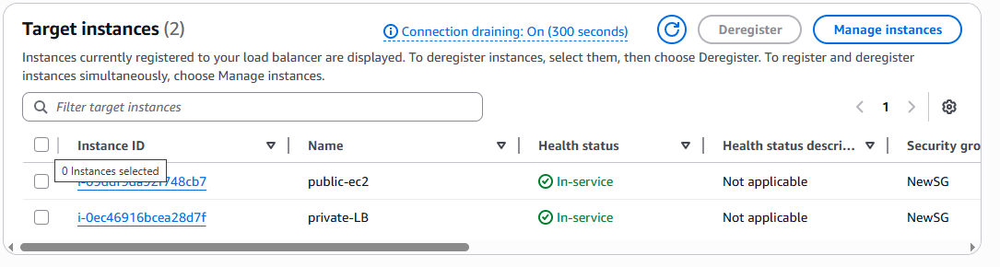 Target instances (2)
Connection draining: On (300 seconds)
Deregister
Manage instances
Instances currently registered to your load balancer are displayed. To deregister instances, select them, then choose Deregister. To register and deregister
instances simultaneously, choose Manage instances.
Filter target instances
1
Instance ID Name Health status Health status descri... Security gro
0 Instances selected
public-ec2 In-service Not applicable NewSG
i-0ec46916bcea28d7f private-LB In-service Not applicable NewSG